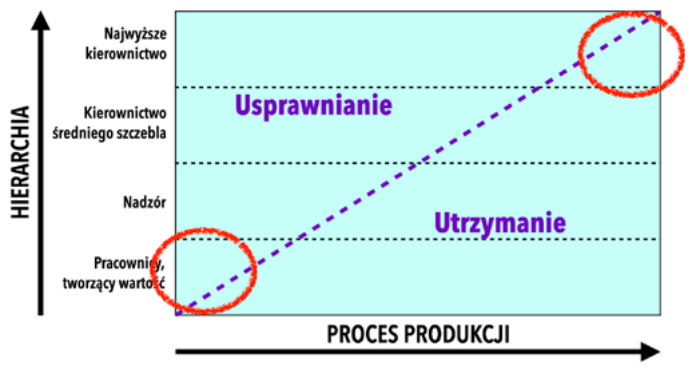 HIERARCHIA
Najwyższe
kierownictwo
Kierownictwo
średniego szczebla
Nadzór
Pracownicy,
tworzący wartość
Usprawnianie
Utrzymanie
PROCES PRODUKCJI